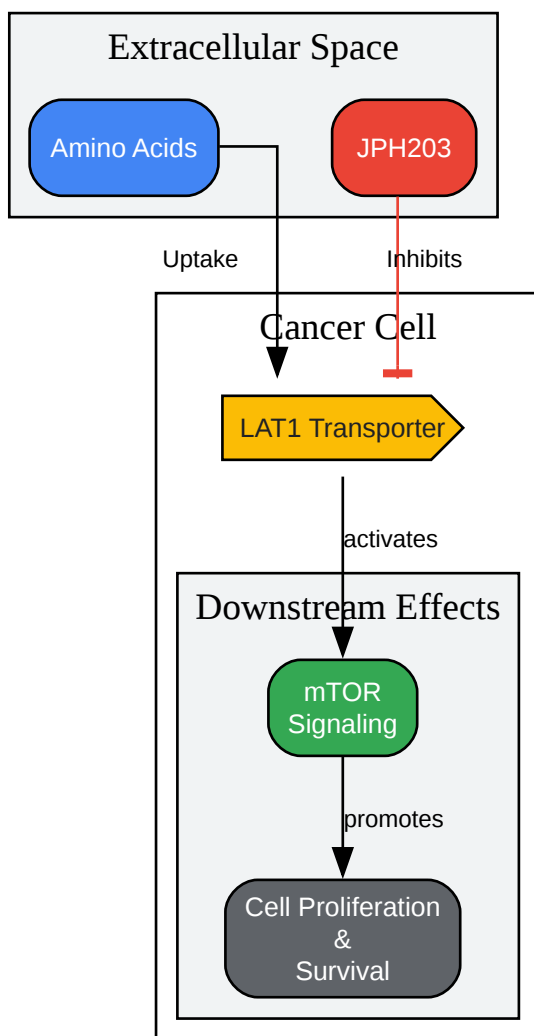 Extracellular Space
Amino Acids
JPH203
Uptake
Inhibits
Cancer Cell
LAT1 Transporter
activates
Downstream Effects
mTOR
Signaling
promotes
Cell Proliferation
&
Survival